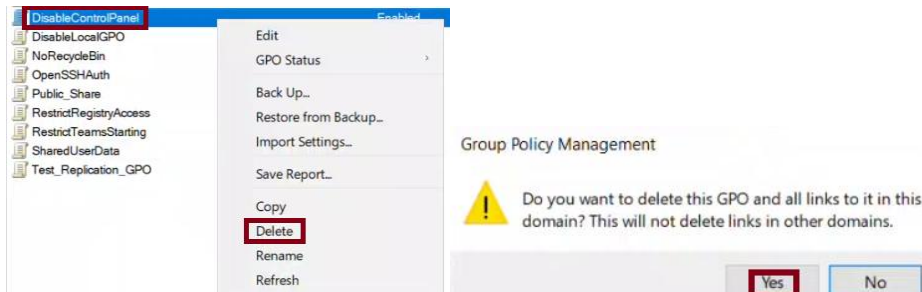 DisableControlPanel Enabled
DisableLocalGPO
NoRecycleBin
OpenSSHAuth
Public_Share
RestrictRegistryAccess
RestrictTeamsStarting
SharedUserData
Test_Replication_GPO
Edit
GPO Status
Back Up...
Restore from Backup...
Import Settings...
Save Report...
Copy
Delete
Rename
Refresh
Group Policy Management
Do you want to delete this GPO and all links to it in this
domain? This will not delete links in other domains.
Yes No